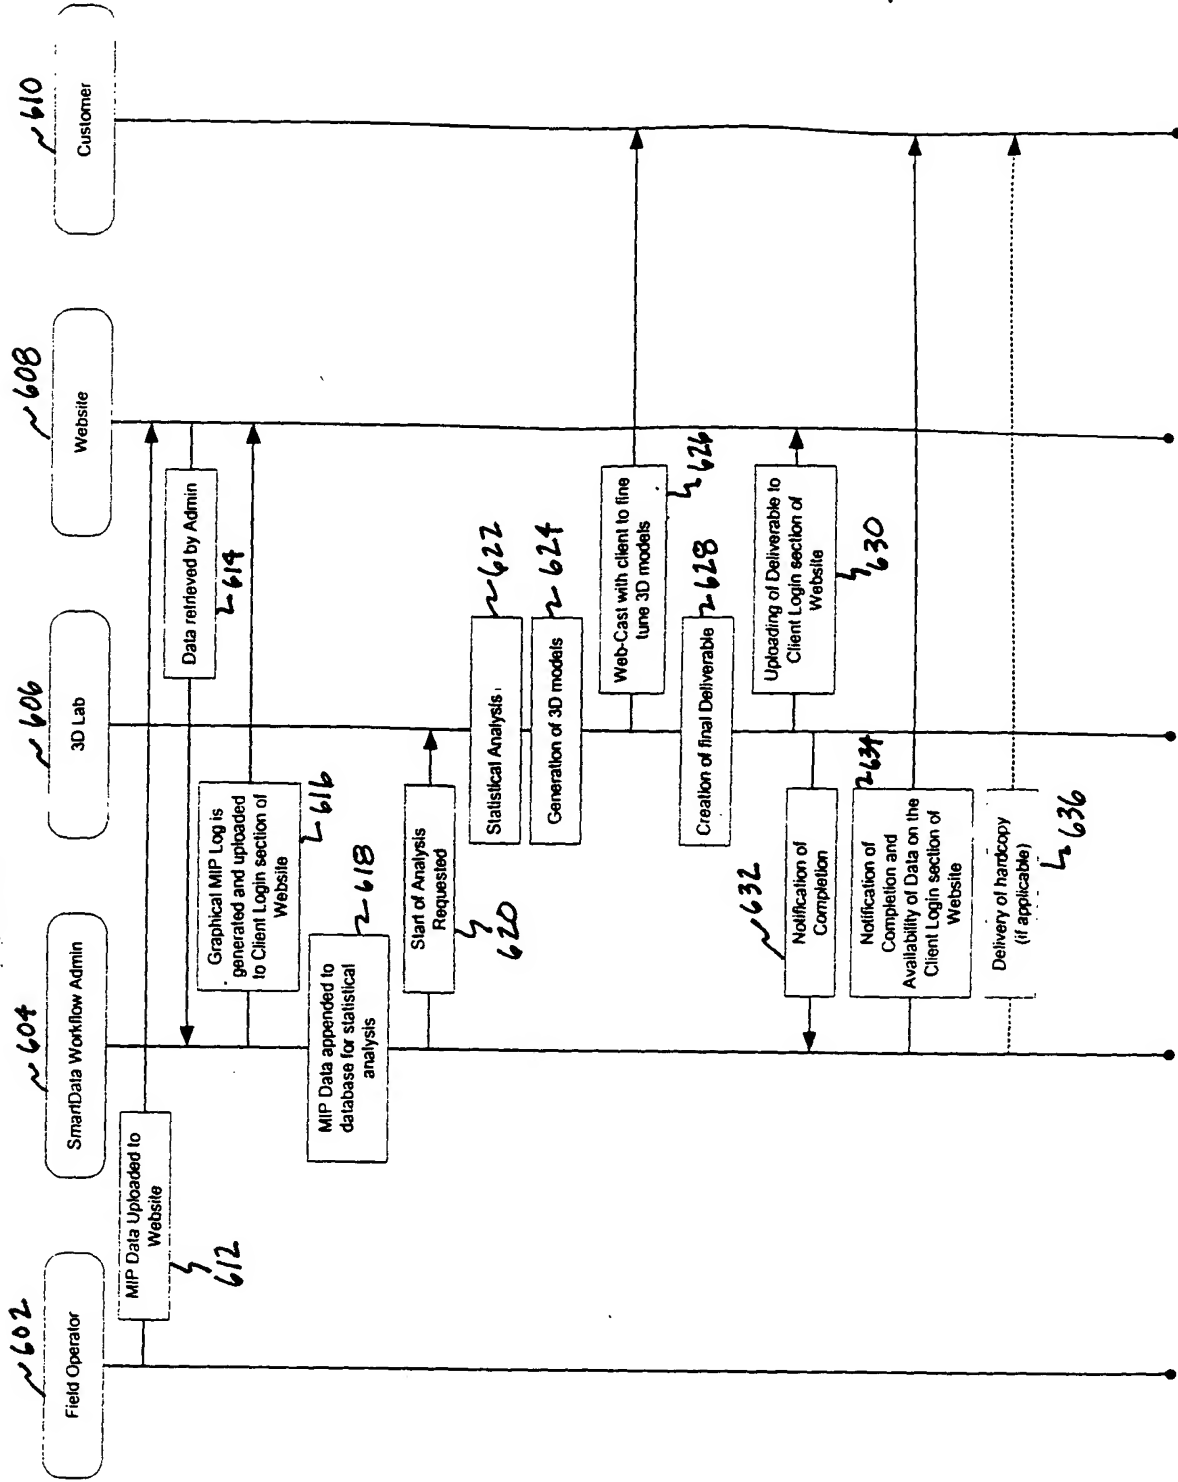 602
Field Operator
604
SmartData Workflow Admin
606
3D Lab
608
Website
610
Customer
MIP Data Uploaded to
Website
612
Data retrieved by Admin
614
Graphical MIP Log is
generated and uploaded
to Client Login section of
Website
616
MIP Data appended to
database for statistical
analysis
618
Start of Analysis
Requested
620
Statistical Analysis
622
Generation of 3D models
624
Web-Cast with client to fine
tune 3D models
626
Creation of final Deliverable
628
Uploading of Deliverable to
Client Login section of
Website
630
Notification of
Completion
632
Notification of
Completion and
Availability of Data on the
Client Login section of
Website
634
Delivery of hardcopy
(if applicable)
636